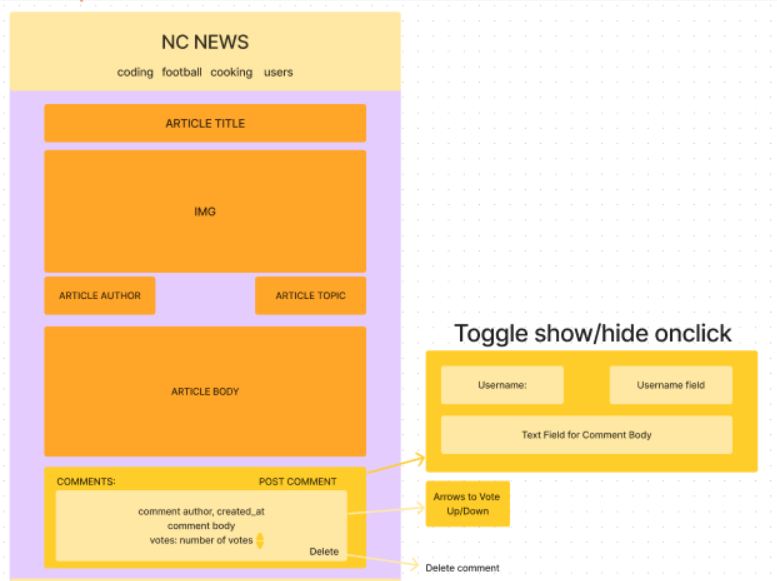 NC NEWS
coding football cooking users
ARTICLE TITLE
IMG
ARTICLE AUTHOR
ARTICLE TOPIC
ARTICLE BODY
COMMENTS:
POST COMMENT
comment author, created_at
comment body
votes: number of votes
Delete
Toggle show/hide onclick
Username:
Username field
Text Field for Comment Body
Arrows to Vote
Up/Down
Delete comment